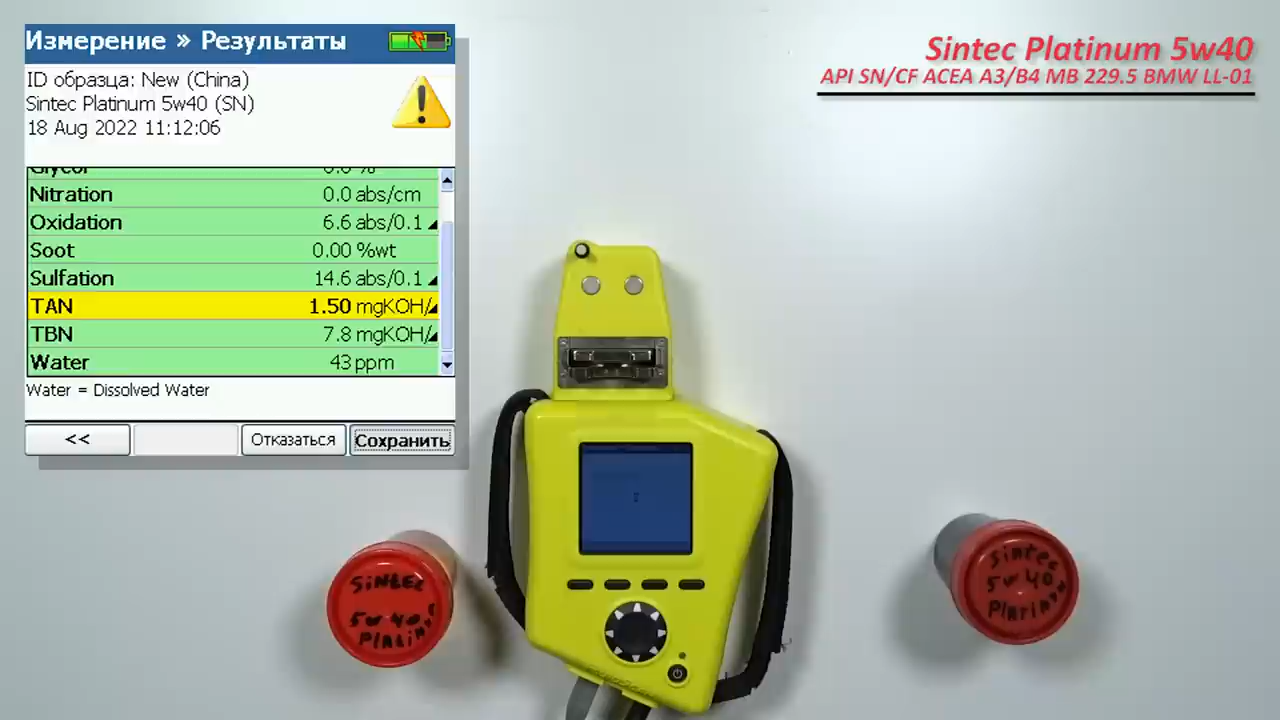 Измерение » Результаты
ID образца: New (China)
Sintec Platinum 5w40 (SN)
18 Aug 2022 11:12:06
Glycol 0.0 %
Nitration 0.0 abs/cm
Oxidation 6.6 abs/0.1
Soot 0.00 %wt
Sulfation 14.6 abs/0.1
TAN 1.50 mgKOH/
TBN 7.8 mgKOH/
Water 43 ppm
Water = Dissolved Water
<< Отказаться Сохранить
Sintec Platinum 5w40
API SN/CF ACEA A3/B4 MB 229.5 BMW LL-01
SiNTEC
5w40
Platinum
Sintec
5w40
Platinum